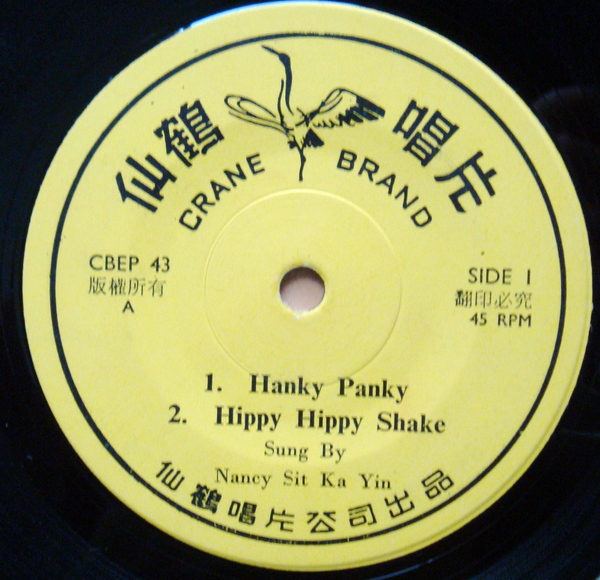 仙鶴唱片
CRANE BRAND
CBEP 43
版權所有
A
SIDE 1
翻印必究
45 RPM
1. Hanky Panky
2. Hippy Hippy Shake
Sung By
Nancy Sit Ka Yin
仙鶴唱片公司出品